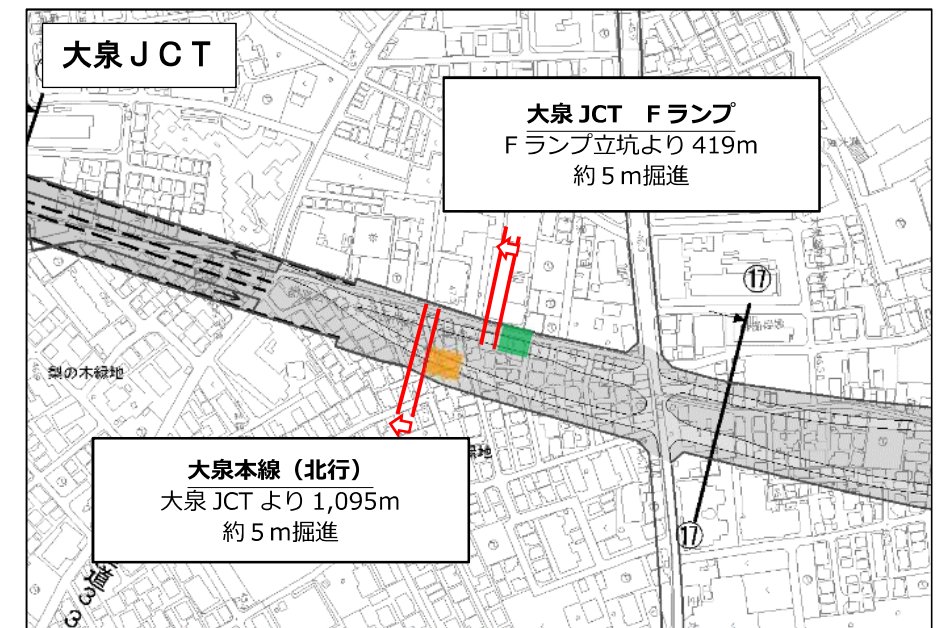 大泉ＪＣＴ
大泉 JCT　F ランプ
F ランプ立坑より 419m
約５ｍ掘進
⑰
梨の木緑地
大泉本線（北行）
大泉 JCT より 1,095m
約５ｍ掘進
⑰